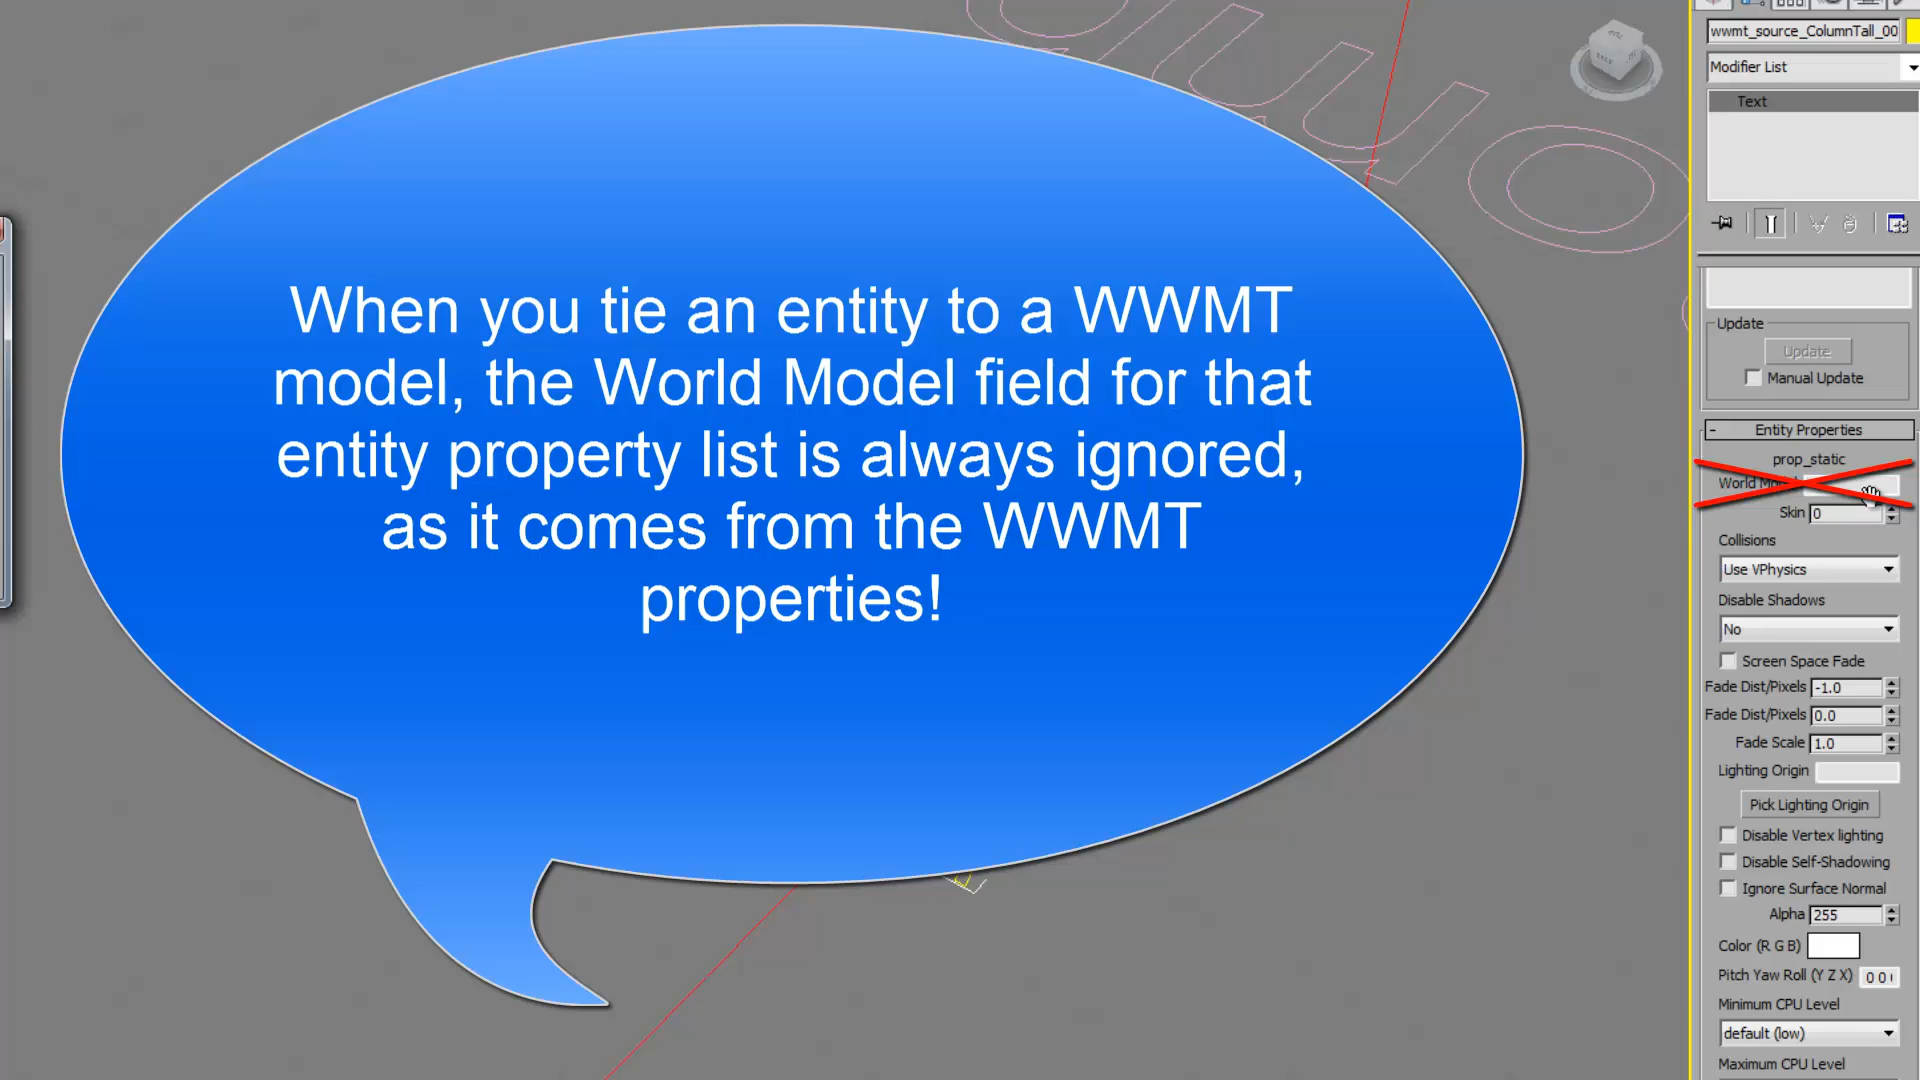 When you tie an entity to a WWMT
model, the World Model field for that
entity property list is always ignored,
as it comes from the WWMT
properties!
wwmt_source_ColumnTall_00
Modifier List
Text
Update
Update
Manual Update
- Entity Properties
prop_static
World Model
Skin 0
Collisions
Use VPhysics
Disable Shadows
No
Screen Space Fade
Fade Dist/Pixels -1.0
Fade Dist/Pixels 0.0
Fade Scale 1.0
Lighting Origin
Pick Lighting Origin
Disable Vertex lighting
Disable Self-Shadowing
Ignore Surface Normal
Alpha 255
Color (R G B)
Pitch Yaw Roll (Y Z X) 0 0
Minimum CPU Level
default (low)
Maximum CPU Level